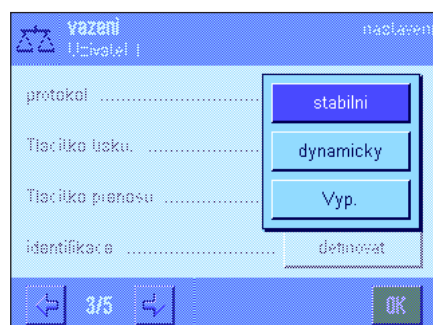 vazeni
nastaveni
Uzivatel 1
protokol
stabilni
Tlacitko tisku.
dynamicky
Tlacitko prenosu
Vyp.
identifikace
definovat
3/5
OK